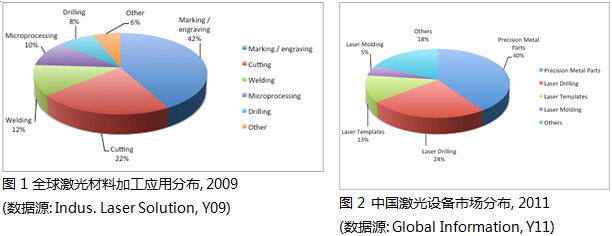 Drilling
8%
Other
6%
Marking /
engraving
42%
Microprocessing
10%
Welding
12%
Cutting
22%
Marking / engraving
Cutting
Welding
Microprocessing
Drilling
Other
图 1 全球激光材料加工应用分布, 2009
(数据源: Indus. Laser Solution, Y09)
Others
18%
Precision Metal
Parts
40%
Laser Molding
5%
Laser Templates
13%
Laser Drilling
24%
Precision Metal Parts
Laser Drilling
Laser Templates
Laser Molding
Others
图 2 中国激光设备市场分布, 2011
(数据源: Global Information, Y11)